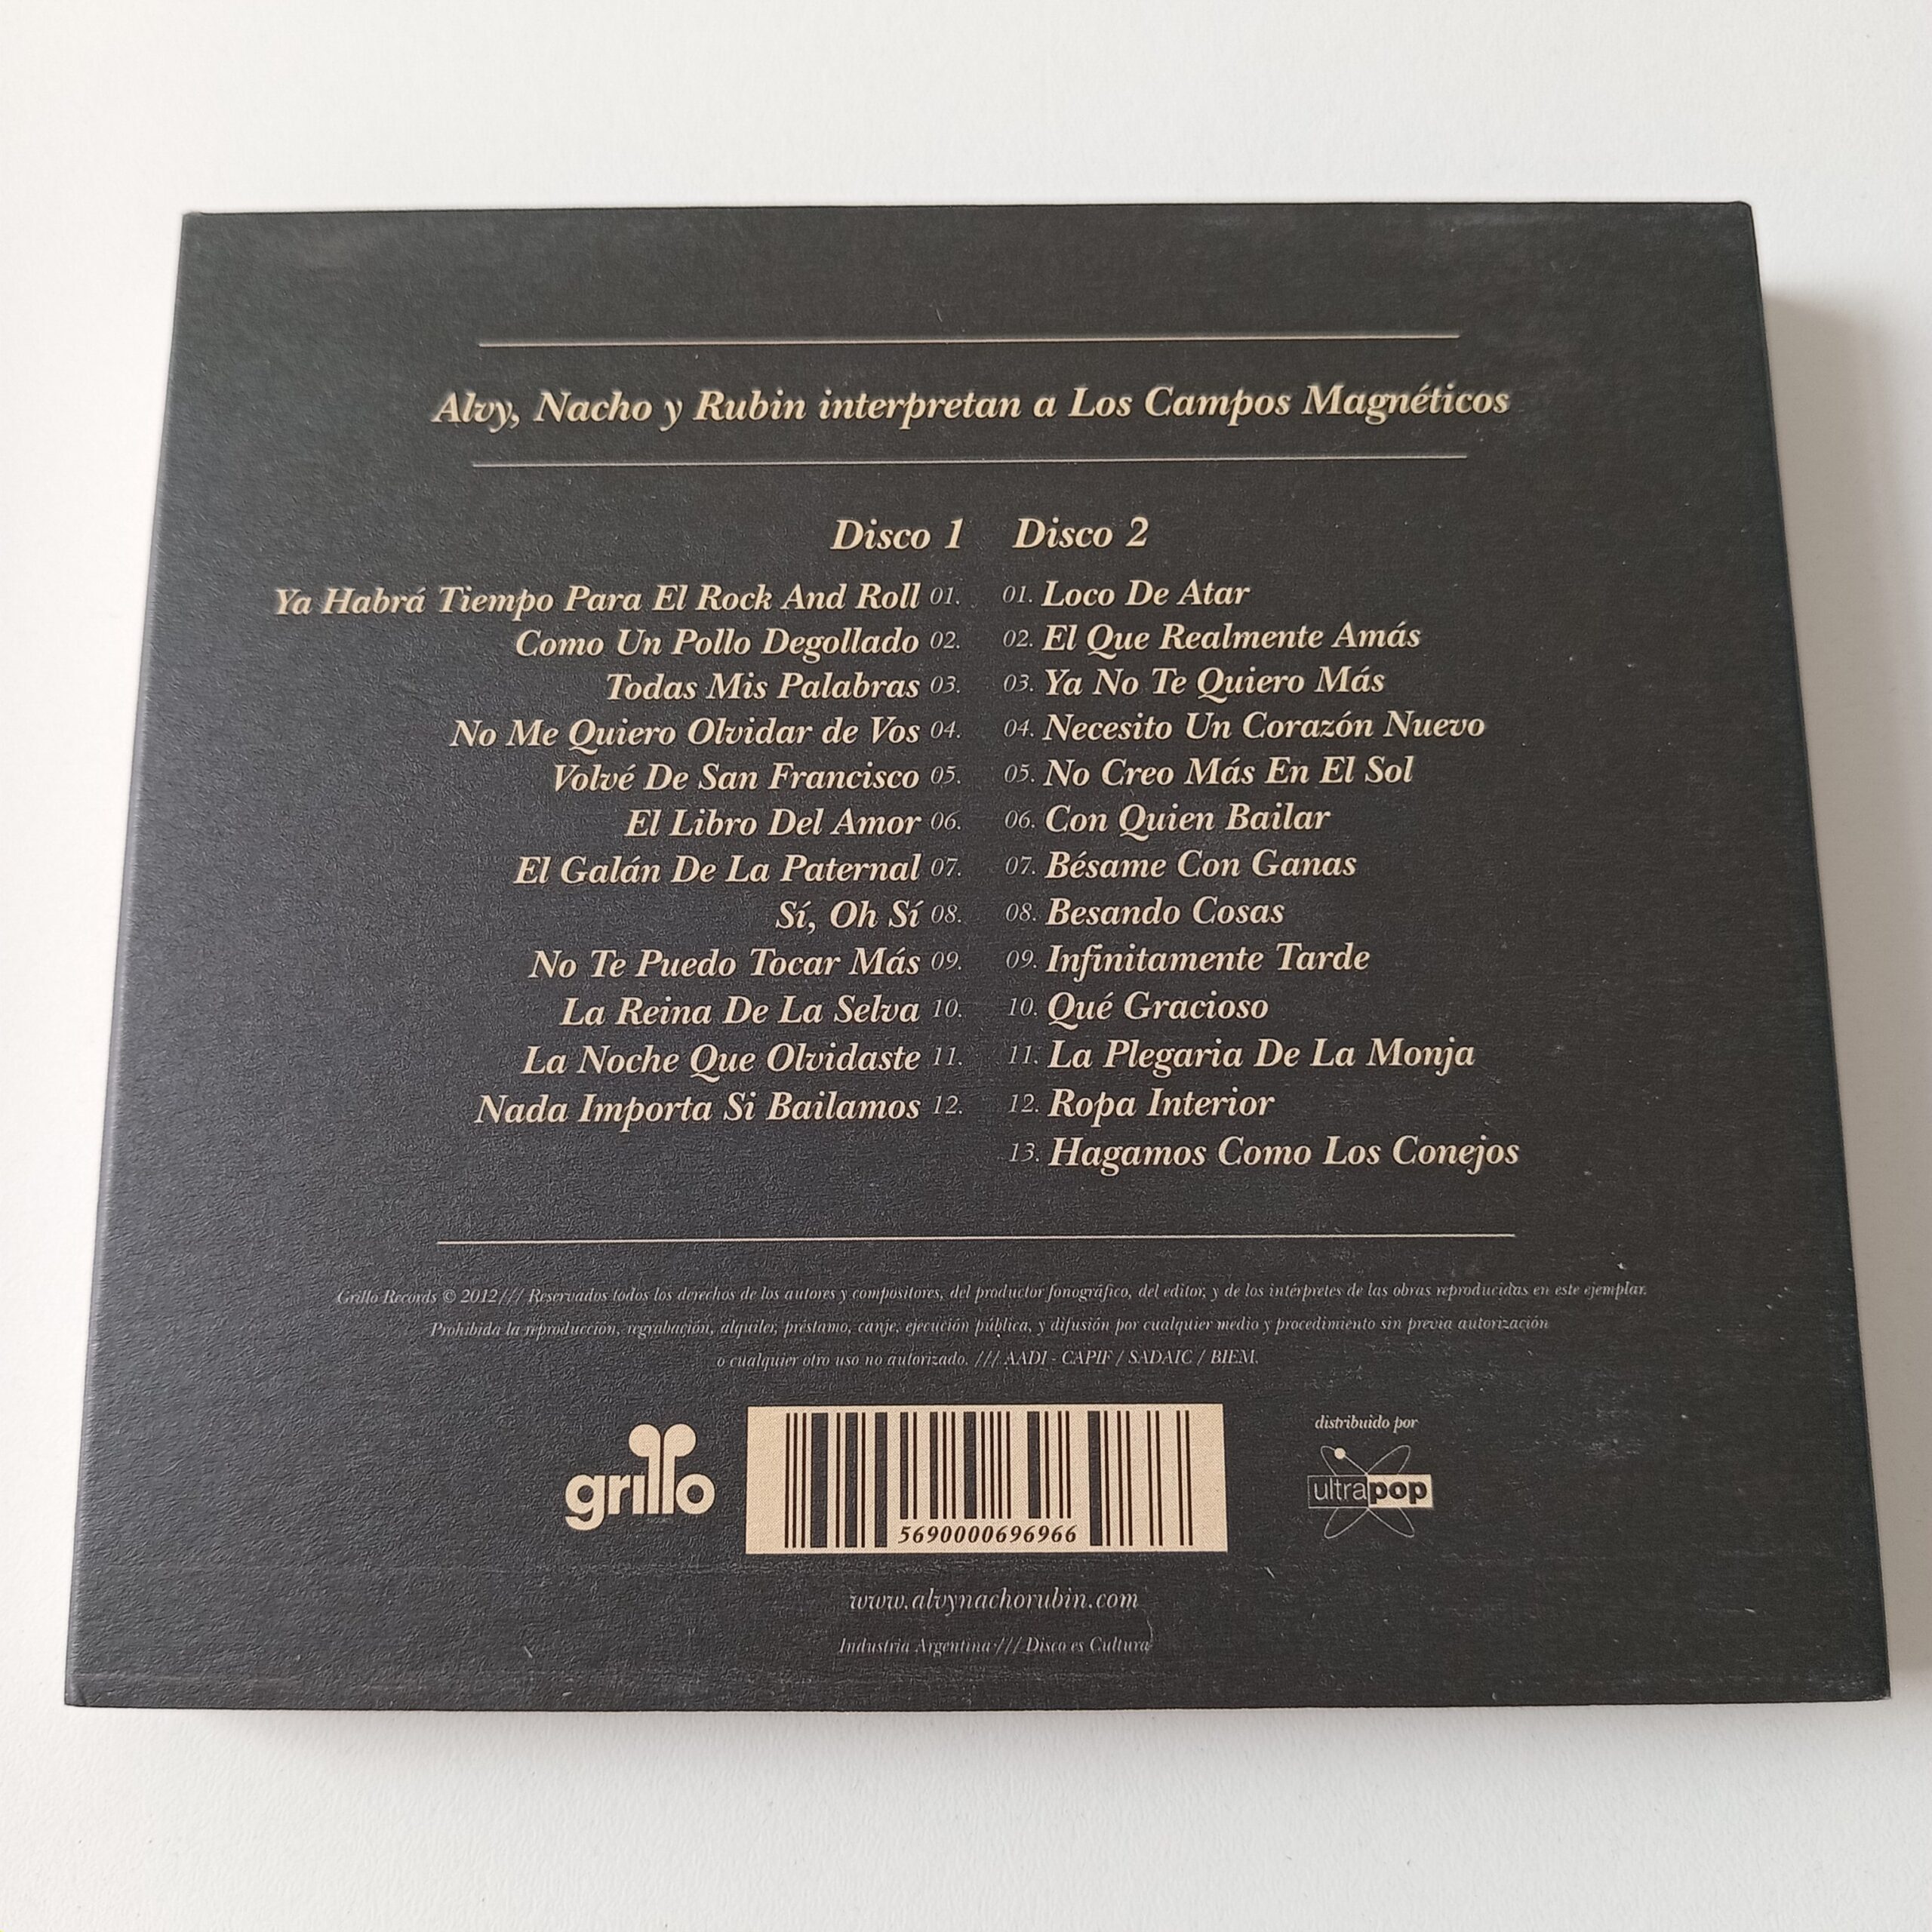 Alvy, Nacho y Rubin interpretan a Los Campos Magnéticos
Disco 1
Ya Habrá Tiempo Para El Rock And Roll 01.
Como Un Pollo Degollado 02.
Todas Mis Palabras 03.
No Me Quiero Olvidar de Vos 04.
Volvé De San Francisco 05.
El Libro Del Amor 06.
El Galán De La Paternal 07.
Sí, Oh Sí 08.
No Te Puedo Tocar Más 09.
La Reina De La Selva 10.
La Noche Que Olvidaste 11.
Nada Importa Si Bailamos 12.
Disco 2
01. Loco De Atar
02. El Que Realmente Amás
03. Ya No Te Quiero Más
04. Necesito Un Corazón Nuevo
05. No Creo Más En El Sol
06. Con Quien Bailar
07. Bésame Con Ganas
08. Besando Cosas
09. Infinitamente Tarde
10. Qué Gracioso
11. La Plegaria De La Monja
12. Ropa Interior
13. Hagamos Como Los Conejos
Grillo Records © 2012 /// Reservados todos los derechos de los autores y compositores, del productor fonográfico, del editor, y de los intérpretes de las obras reproducidas en este ejemplar.
Prohibida la reproducción, regrabación, alquiler, préstamo, canje, ejecución pública, y difusión por cualquier medio y procedimiento sin previa autorización
o cualquier otro uso no autorizado. /// AADI - CAPIF / SADAIC / BIEM.
grillo
5690000696966
distribuido por
ultrapop
www.alvynachorubin.com
Industria Argentina /// Disco es Cultura